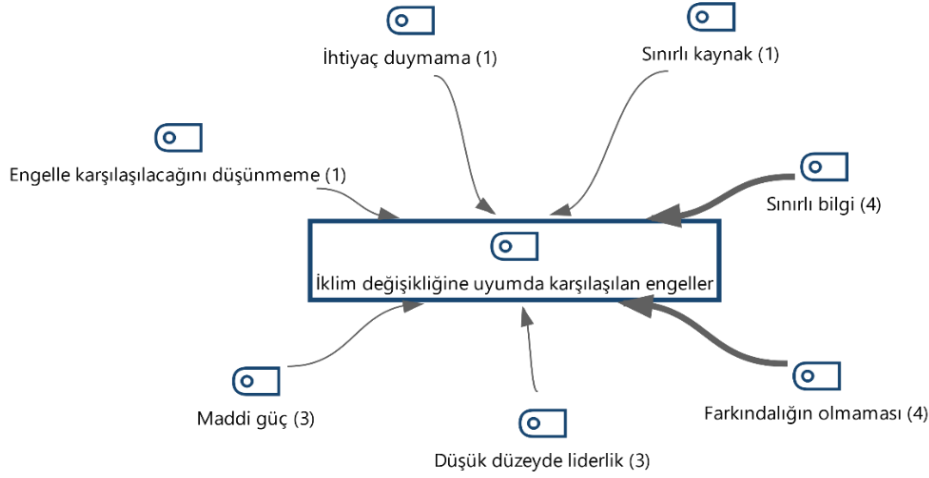 İhtiyaç duymama (1)
Sınırlı kaynak (1)
Engelle karşılaşılacağını düşünmeme (1)
Sınırlı bilgi (4)
İklim değişikliğine uyumda karşılaşılan engeller
Maddi güç (3)
Farkındalığın olmaması (4)
Düşük düzeyde liderlik (3)